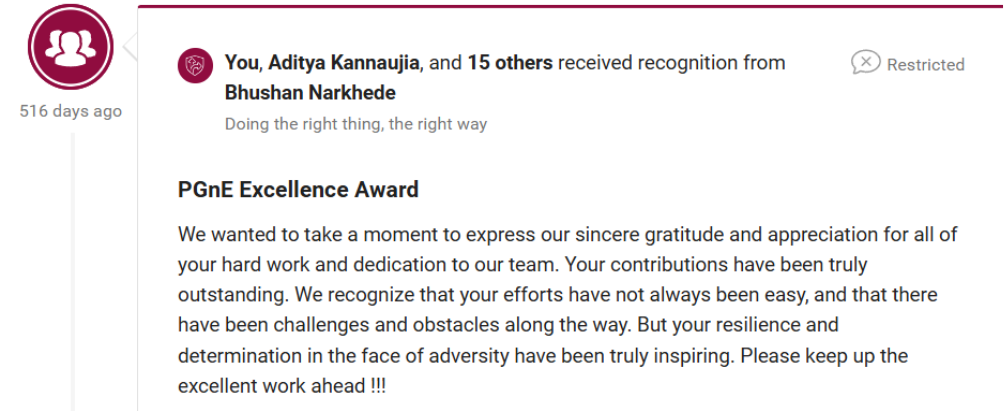 516 days ago
You, Aditya Kannaujia, and 15 others received recognition from
Bhushan Narkhede
Restricted
Doing the right thing, the right way
PGnE Excellence Award
We wanted to take a moment to express our sincere gratitude and appreciation for all of
your hard work and dedication to our team. Your contributions have been truly
outstanding. We recognize that your efforts have not always been easy, and that there
have been challenges and obstacles along the way. But your resilience and
determination in the face of adversity have been truly inspiring. Please keep up the
excellent work ahead !!!